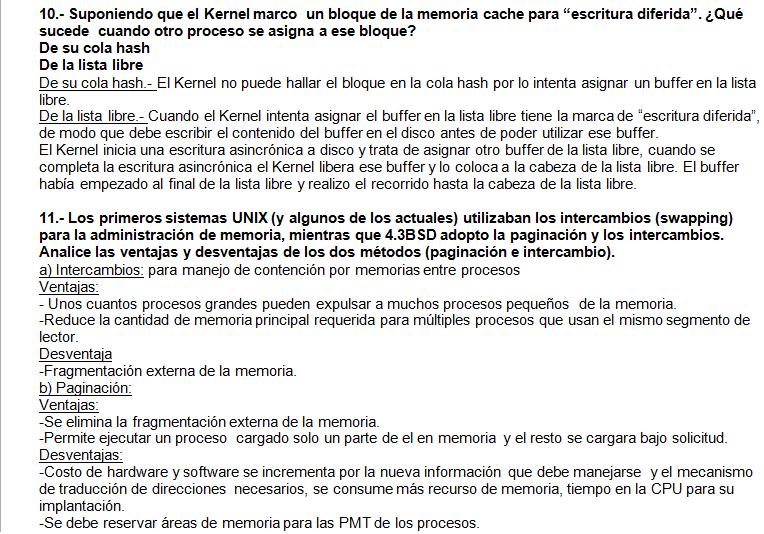 10.- Suponiendo que el Kernel marco un bloque de la memoria cache para “escritura diferida”. ¿Qué
sucede cuando otro proceso se asigna a ese bloque?
De su cola hash
De la lista libre
De su cola hash.- El Kernel no puede hallar el bloque en la cola hash por lo intenta asignar un buffer en la lista
libre.
De la lista libre.- Cuando el Kernel intenta asignar el buffer en la lista libre tiene la marca de “escritura diferida”,
de modo que debe escribir el contenido del buffer en el disco antes de poder utilizar ese buffer.
El Kernel inicia una escritura asincrónica a disco y trata de asignar otro buffer de la lista libre, cuando se
completa la escritura asincrónica el Kernel libera ese buffer y lo coloca a la cabeza de la lista libre. El buffer
había empezado al final de la lista libre y realizo el recorrido hasta la cabeza de la lista libre.
11.- Los primeros sistemas UNIX (y algunos de los actuales) utilizaban los intercambios (swapping)
para la administración de memoria, mientras que 4.3BSD adopto la paginación y los intercambios.
Analice las ventajas y desventajas de los dos métodos (paginación e intercambio).
a) Intercambios: para manejo de contención por memorias entre procesos
Ventajas:
- Unos cuantos procesos grandes pueden expulsar a muchos procesos pequeños de la memoria.
-Reduce la cantidad de memoria principal requerida para múltiples procesos que usan el mismo segmento de
lector.
Desventaja
-Fragmentación externa de la memoria.
b) Paginación:
Ventajas:
-Se elimina la fragmentación externa de la memoria.
-Permite ejecutar un proceso cargado solo un parte de el en memoria y el resto se cargara bajo solicitud.
Desventajas:
-Costo de hardware y software se incrementa por la nueva información que debe manejarse y el mecanismo
de traducción de direcciones necesarios, se consume más recurso de memoria, tiempo en la CPU para su
implantación.
-Se debe reservar áreas de memoria para las PMT de los procesos.